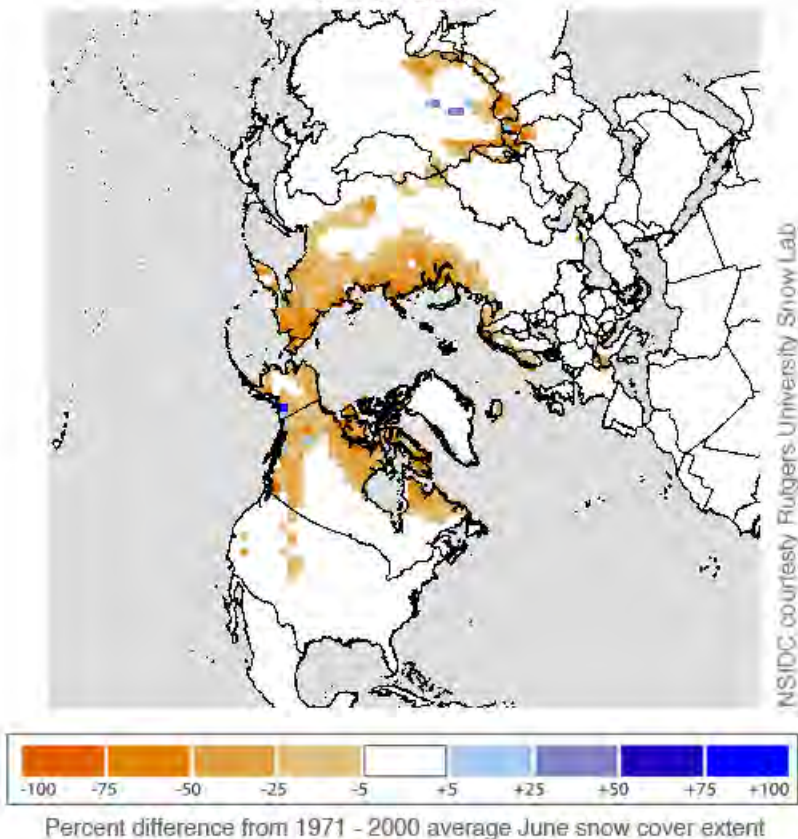 NSIDC courtesty Rutgers University Snow Lab
-100 -75 -50 -25 -5 +5 +25 +50 +75 +100
Percent difference from 1971 - 2000 average June snow cover extent